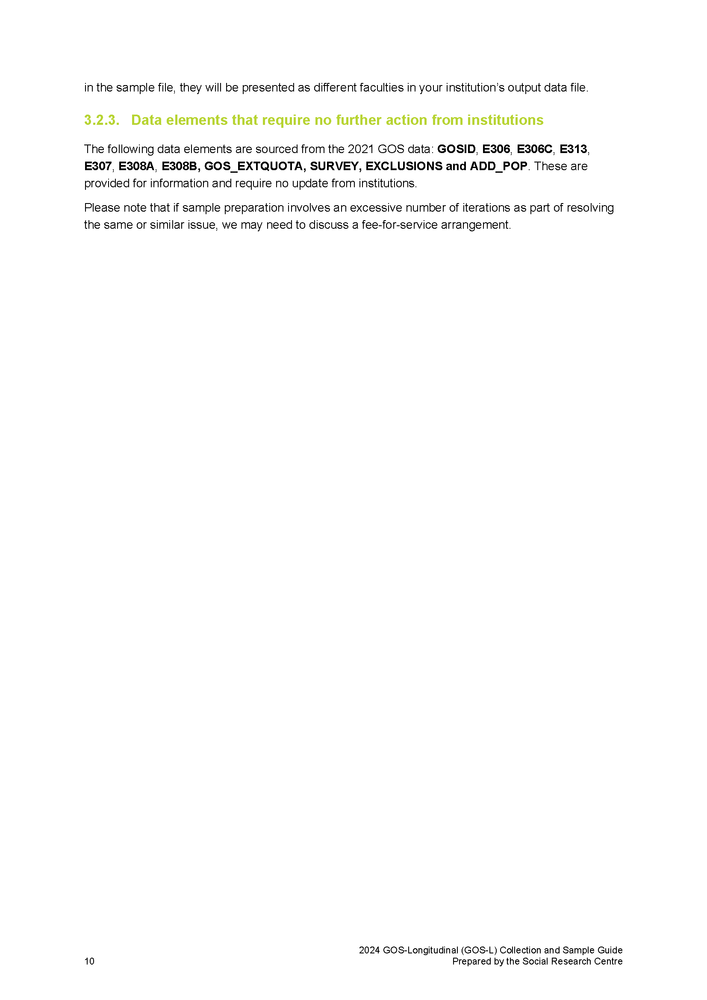 in the sample file, they will be presented as different faculties in your institution’s output data file.
3.2.3. Data elements that require no further action from institutions
The following data elements are sourced from the 2021 GOS data: GOSID, E306, E306C, E313,
E307, E308A, E308B, GOS_EXTQUOTA, SURVEY, EXCLUSIONS and ADD_POP. These are
provided for information and require no update from institutions.
Please note that if sample preparation involves an excessive number of iterations as part of resolving
the same or similar issue, we may need to discuss a fee-for-service arrangement.
2024 GOS-Longitudinal (GOS-L) Collection and Sample Guide
10 Prepared by the Social Research Centre